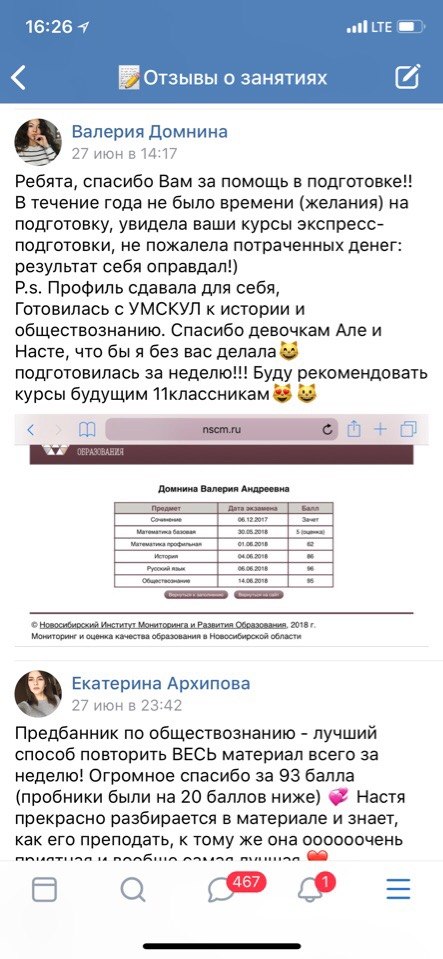 16:26
LTE
📝Отзывы о занятиях
Валерия Домнина
27 июн в 14:17
Ребята, спасибо Вам за помощь в подготовке!!
В течение года не было времени (желания) на
подготовку, увидела ваши курсы экспресс-
подготовки, не пожалела потраченных денег:
результат себя оправдал!)
P.s. Профиль сдавала для себя,
Готовилась с УМСКУЛ к истории и
обществознанию. Спасибо девочкам Але и
Насте, что бы я без вас делала😸
подготовилась за неделю!!! Буду рекомендовать
курсы будущим 11классникам😻😺
nscm.ru
ОБРАЗОВАНИЯ
Домнина Валерия Андреевна
Предмет Дата экзамена Балл
Сочинение 06.12.2017 Зачет
Математика базовая 30.05.2018 5 (оценка)
Математика профильная 01.06.2018 62
История 04.06.2018 86
Русский язык 06.06.2018 96
Обществознание 14.06.2018 95
Вернуться к заполнению Вернуться на сайт
© Новосибирский Институт Мониторинга и Развития Образования, 2018 г.
Мониторинг и оценка качества образования в Новосибирской области
Екатерина Архипова
27 июн в 23:42
Предбанник по обществознанию - лучший
способ повторить ВЕСЬ материал всего за
неделю! Огромное спасибо за 93 балла
(пробники были на 20 баллов ниже) 💞 Настя
прекрасно разбирается в материале и знает,
как его преподать, к тому же она ооооооочень
приятная и вообще самая лучшая ❤️
467
1